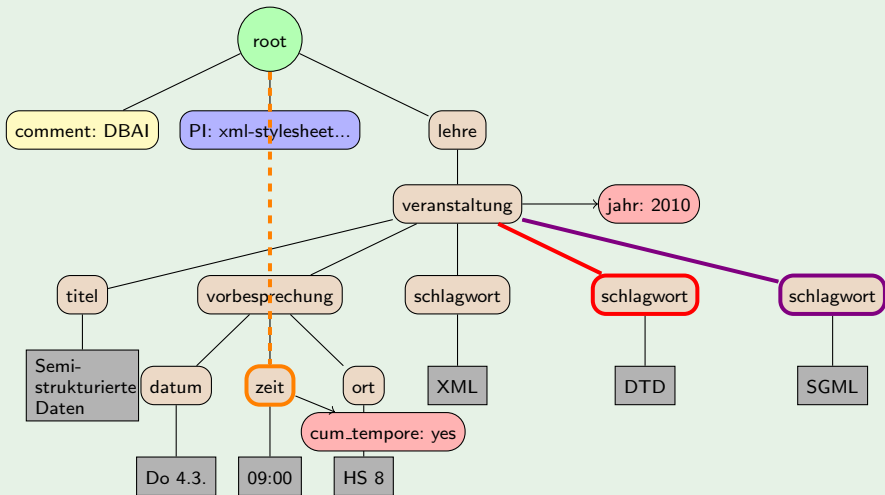 root
comment: DBAI
PI: xml-stylesheet...
lehre
veranstaltung
jahr: 2010
titel
vorbesprechung
schlagwort
schlagwort
schlagwort
Semi-
strukturierte
Daten
datum
zeit
ort
XML
DTD
SGML
cum_tempore: yes
Do 4.3.
09:00
HS 8